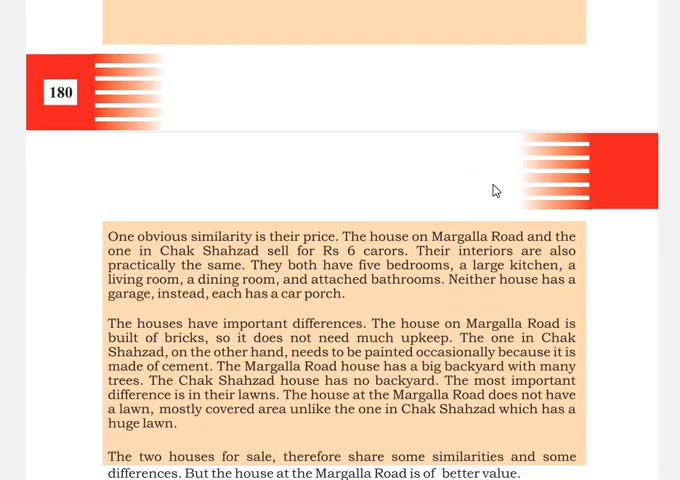 180
One obvious similarity is their price. The house on Margalla Road and the
one in Chak Shahzad sell for Rs 6 carors. Their interiors are also
practically the same. They both have five bedrooms, a large kitchen, a
living room, a dining room, and attached bathrooms. Neither house has a
garage, instead, each has a car porch.
The houses have important differences. The house on Margalla Road is
built of bricks, so it does not need much upkeep. The one in Chak
Shahzad, on the other hand, needs to be painted occasionally because it is
made of cement. The Margalla Road house has a big backyard with many
trees. The Chak Shahzad house has no backyard. The most important
difference is in their lawns. The house at the Margalla Road does not have
a lawn, mostly covered area unlike the one in Chak Shahzad which has a
huge lawn.
The two houses for sale, therefore share some similarities and some
differences. But the house at the Margalla Road is of better value.